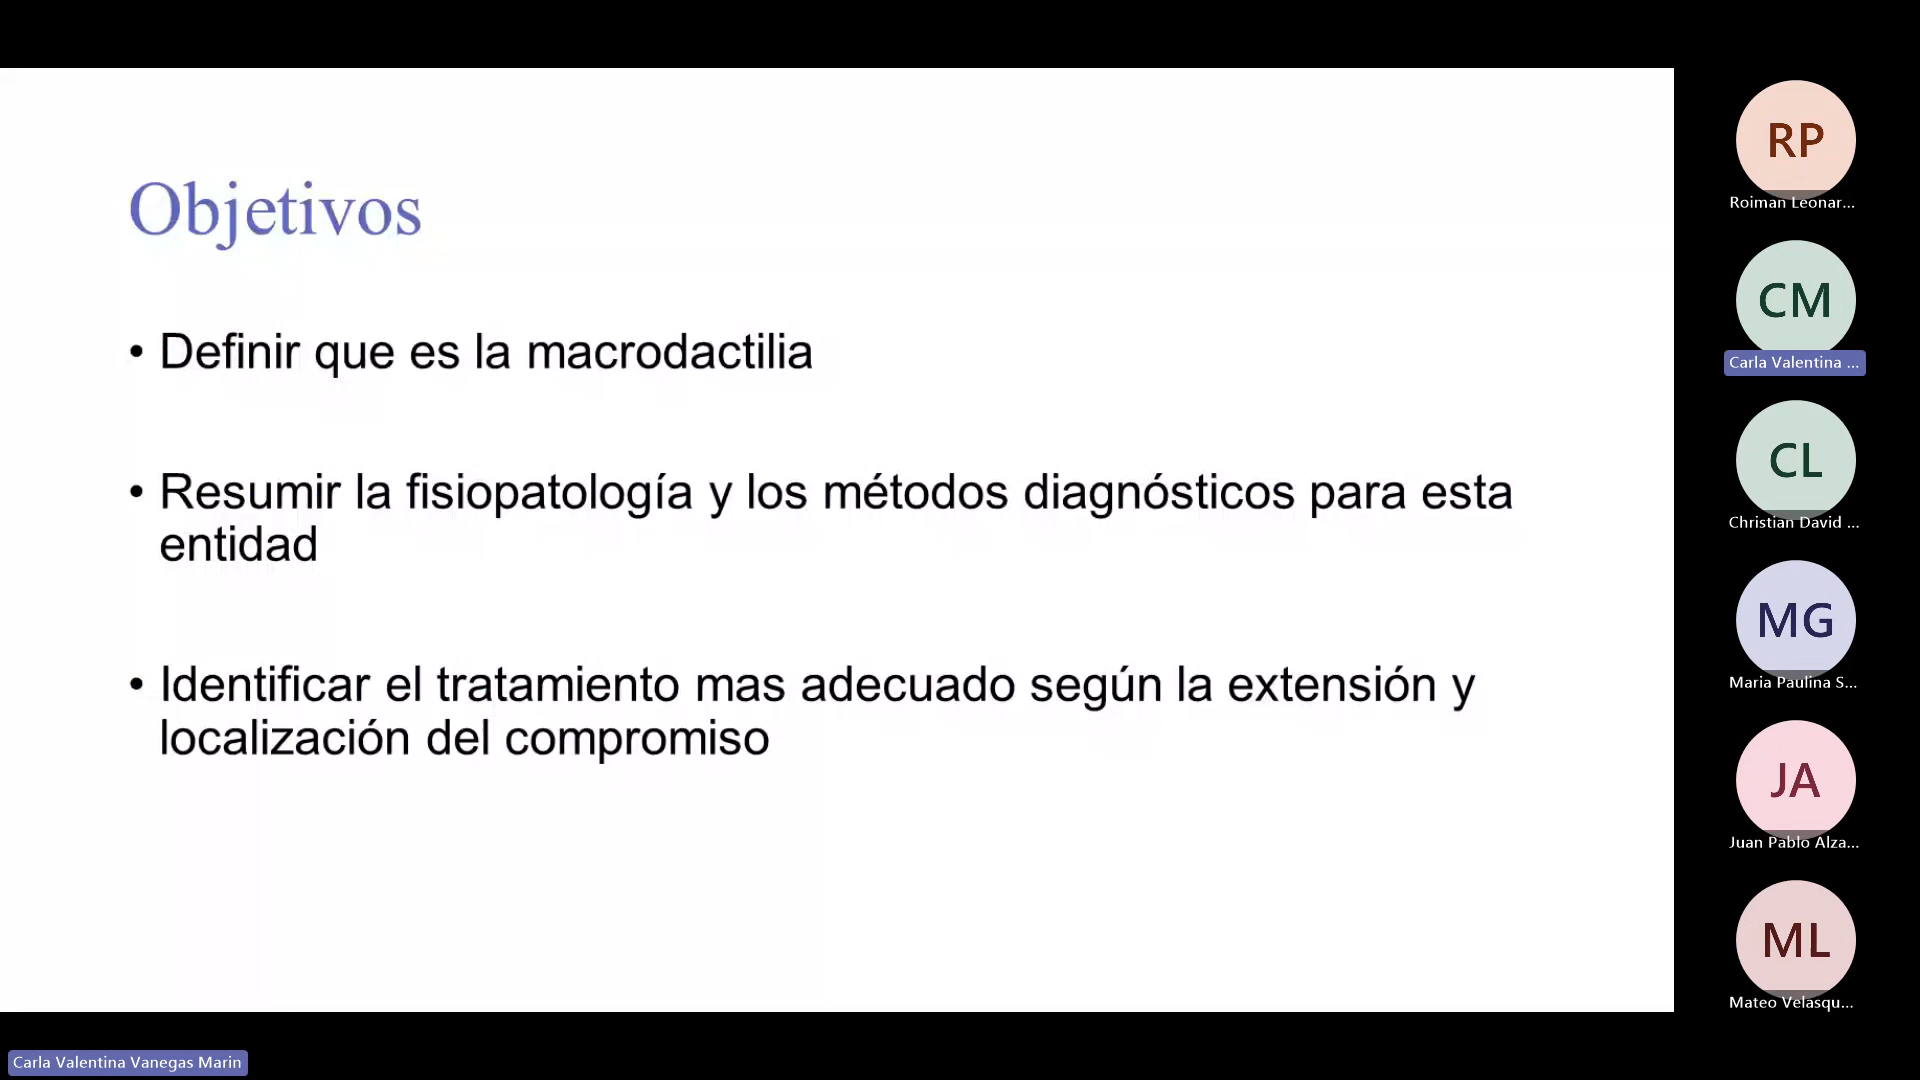 Objetivos
• Definir que es la macrodactilia
• Resumir la fisiopatología y los métodos diagnósticos para esta
entidad
• Identificar el tratamiento mas adecuado según la extensión y
localización del compromiso
RP
Roiman Leonar...
CM
Carla Valentina ...
CL
Christian David ...
MG
Maria Paulina S...
JA
Juan Pablo Alza...
ML
Mateo Velasqu...
Carla Valentina Vanegas Marin